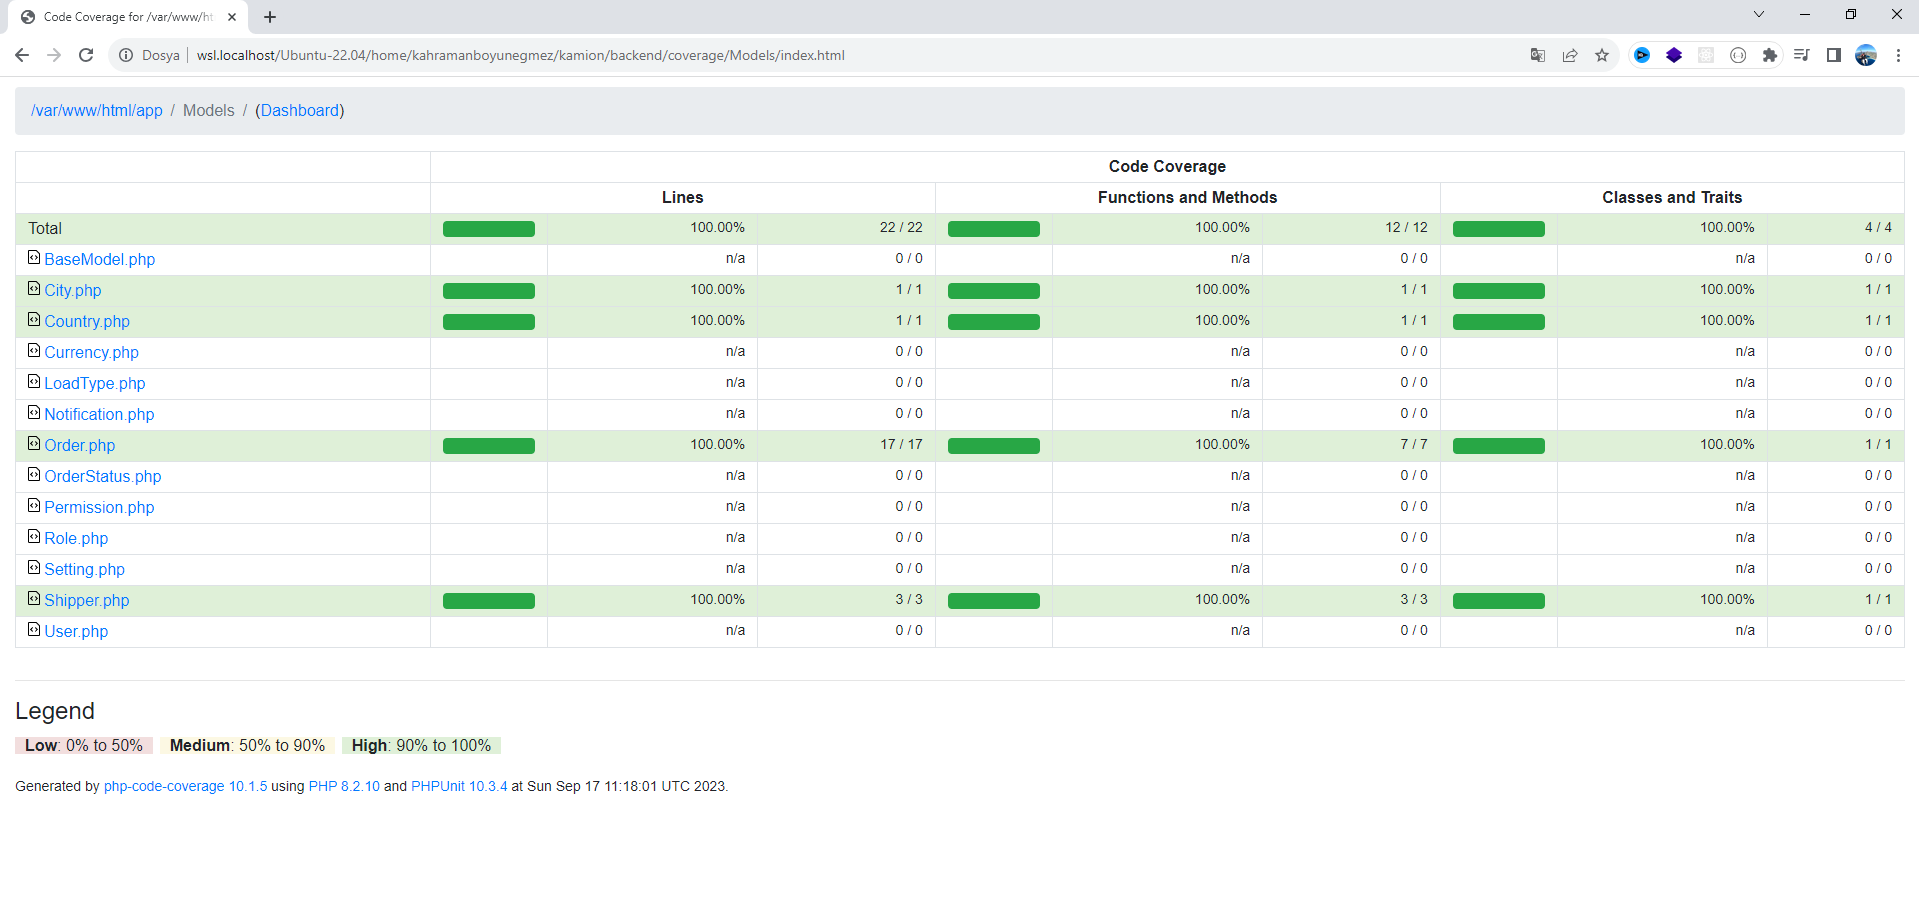 Code Coverage for /var/www/ht
Dosya wsl.localhost/Ubuntu-22.04/home/kahramanboyunegmez/kamion/backend/coverage/Models/index.html
/var/www/html/app / Models / (Dashboard)
Code Coverage
Lines Functions and Methods Classes and Traits
Total 100.00% 22 / 22 100.00% 12 / 12 100.00% 4 / 4
BaseModel.php n/a 0 / 0 n/a 0 / 0 n/a 0 / 0
City.php 100.00% 1 / 1 100.00% 1 / 1 100.00% 1 / 1
Country.php 100.00% 1 / 1 100.00% 1 / 1 100.00% 1 / 1
Currency.php n/a 0 / 0 n/a 0 / 0 n/a 0 / 0
LoadType.php n/a 0 / 0 n/a 0 / 0 n/a 0 / 0
Notification.php n/a 0 / 0 n/a 0 / 0 n/a 0 / 0
Order.php 100.00% 17 / 17 100.00% 7 / 7 100.00% 1 / 1
OrderStatus.php n/a 0 / 0 n/a 0 / 0 n/a 0 / 0
Permission.php n/a 0 / 0 n/a 0 / 0 n/a 0 / 0
Role.php n/a 0 / 0 n/a 0 / 0 n/a 0 / 0
Setting.php n/a 0 / 0 n/a 0 / 0 n/a 0 / 0
Shipper.php 100.00% 3 / 3 100.00% 3 / 3 100.00% 1 / 1
User.php n/a 0 / 0 n/a 0 / 0 n/a 0 / 0
Legend
Low: 0% to 50% Medium: 50% to 90% High: 90% to 100%
Generated by php-code-coverage 10.1.5 using PHP 8.2.10 and PHPUnit 10.3.4 at Sun Sep 17 11:18:01 UTC 2023.